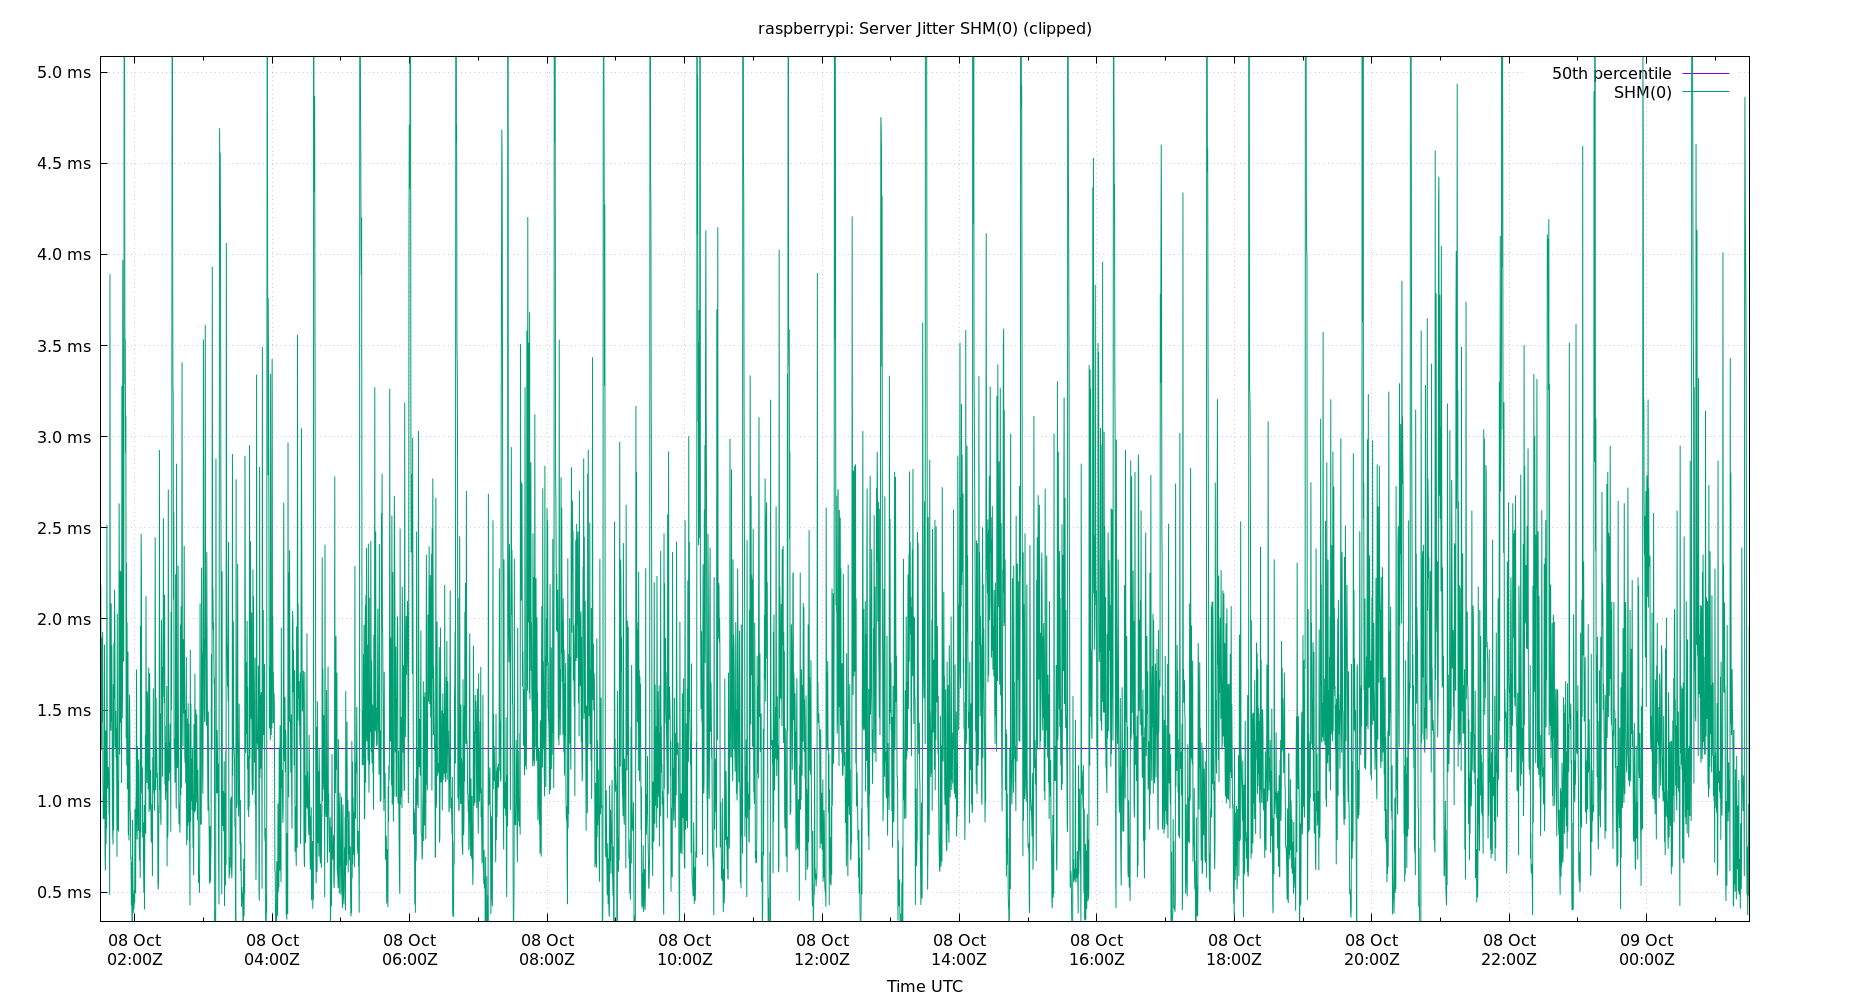 raspberrypi: Server Jitter SHM(0) (clipped)
5.0 ms
4.5 ms
4.0 ms
3.5 ms
3.0 ms
2.5 ms
2.0 ms
1.5 ms
1.0 ms
0.5 ms
50th percentile
SHM(0)
08 Oct 08 Oct 08 Oct 08 Oct 08 Oct 08 Oct 08 Oct 08 Oct 08 Oct 08 Oct 08 Oct 09 Oct
02:00Z 04:00Z 06:00Z 08:00Z 10:00Z 12:00Z 14:00Z 16:00Z 18:00Z 20:00Z 22:00Z 00:00Z
Time UTC